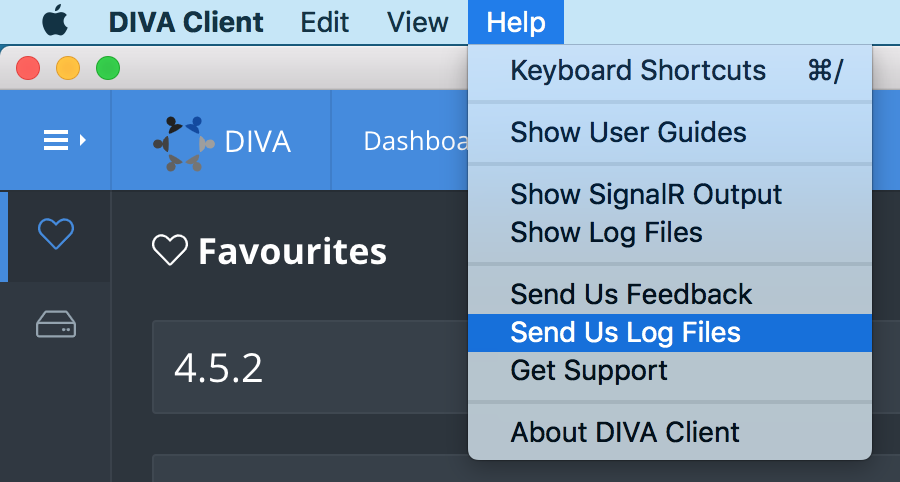 DIVA Client Edit View Help
Keyboard Shortcuts ⌘/
Show User Guides
Show SignalR Output
Show Log Files
Send Us Feedback
Send Us Log Files
Get Support
About DIVA Client
DIVA Dashboa
Favourites
4.5.2